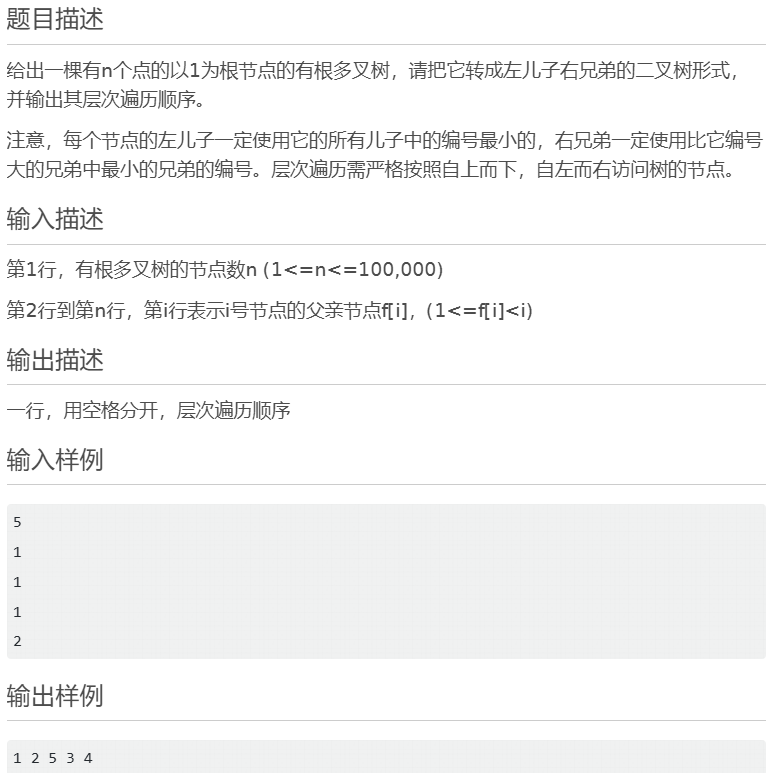 题目描述
给出一棵有n个点的以1为根节点的有根多叉树，请把它转成左儿子右兄弟的二叉树形式，
并输出其层次遍历顺序。
注意，每个节点的左儿子一定使用它的所有儿子中的编号最小的，右兄弟一定使用比它编号
大的兄弟中最小的兄弟的编号。层次遍历需严格按照自上而下，自左而右访问树的节点。
输入描述
第1行，有根多叉树的节点数n (1<=n<=100,000)
第2行到第n行，第i行表示i号节点的父亲节点f[i]，(1<=f[i]<i)
输出描述
一行，用空格分开，层次遍历顺序
输入样例
5
1
1
1
2
输出样例
1 2 5 3 4